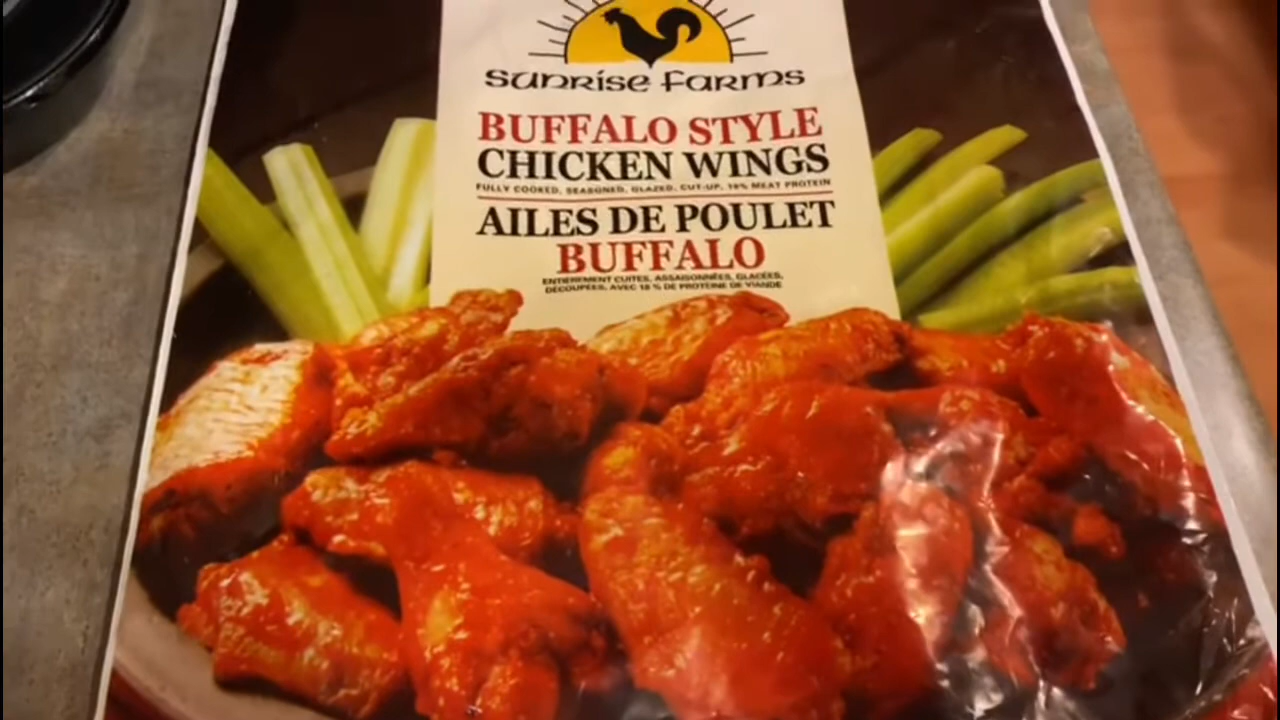 sunrise farms
BUFFALO STYLE
CHICKEN WINGS
FULLY COOKED, SEASONED, GLAZED, CUT-UP, 18% MEAT PROTEIN
AILES DE POULET
BUFFALO
ENTIÈREMENT CUITES, ASSAISONNÉES, GLACÉES,
DÉCOUPÉES, AVEC 18 % DE PROTÉINE DE VIANDE